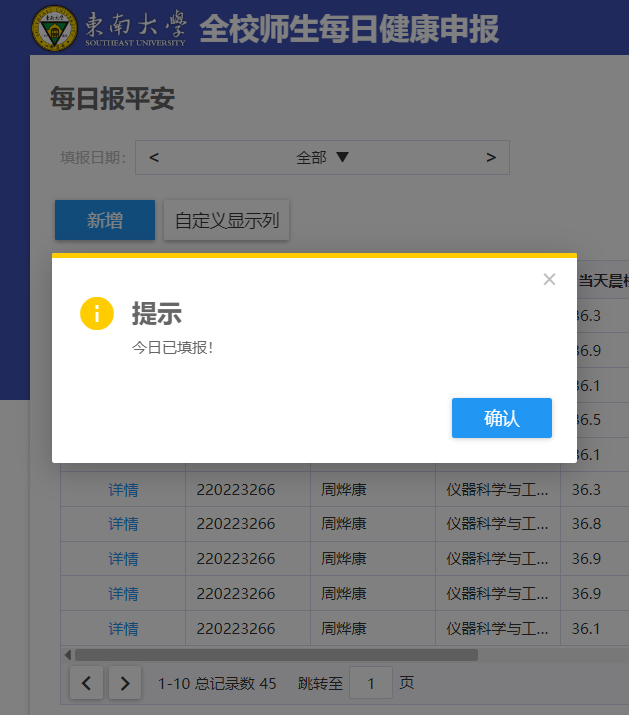 東南大學 全校师生每日健康申报
SOUTHEAST UNIVERSITY
每日报平安
填报日期: < 全部 ▼ >
新增 自定义显示列
×
当天晨
提示
今日已填报!
确认
36.3
36.9
36.1
36.5
36.1
详情 220223266 周烨康 仪器科学与工... 36.3
详情 220223266 周烨康 仪器科学与工... 36.8
详情 220223266 周烨康 仪器科学与工... 36.9
详情 220223266 周烨康 仪器科学与工... 36.9
详情 220223266 周烨康 仪器科学与工... 36.1
< > 1-10 总记录数 45 跳转至 1 页